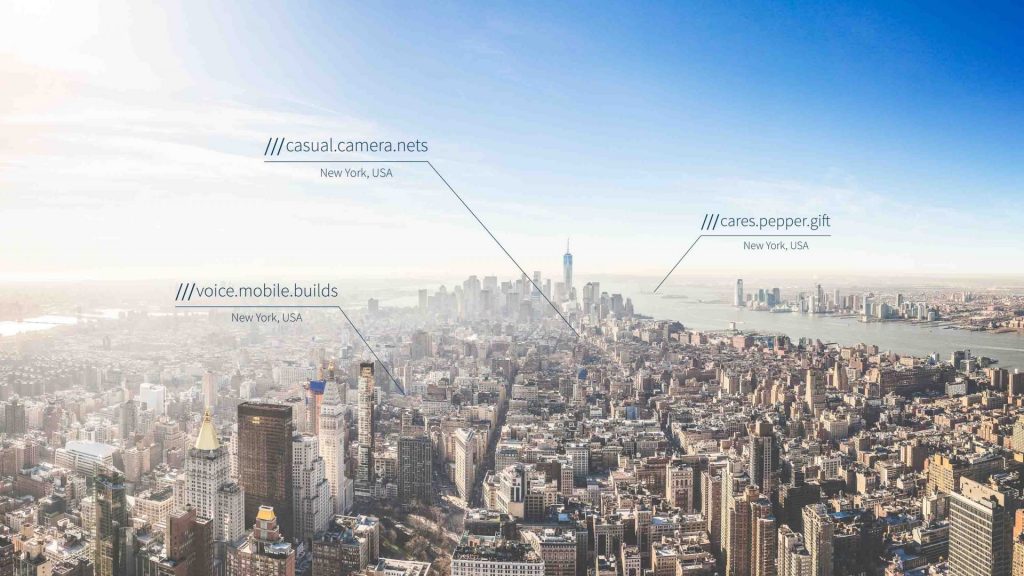 ///casual.camera.nets
New York, USA
///cares.pepper.gift
New York, USA
///voice.mobile.builds
New York, USA